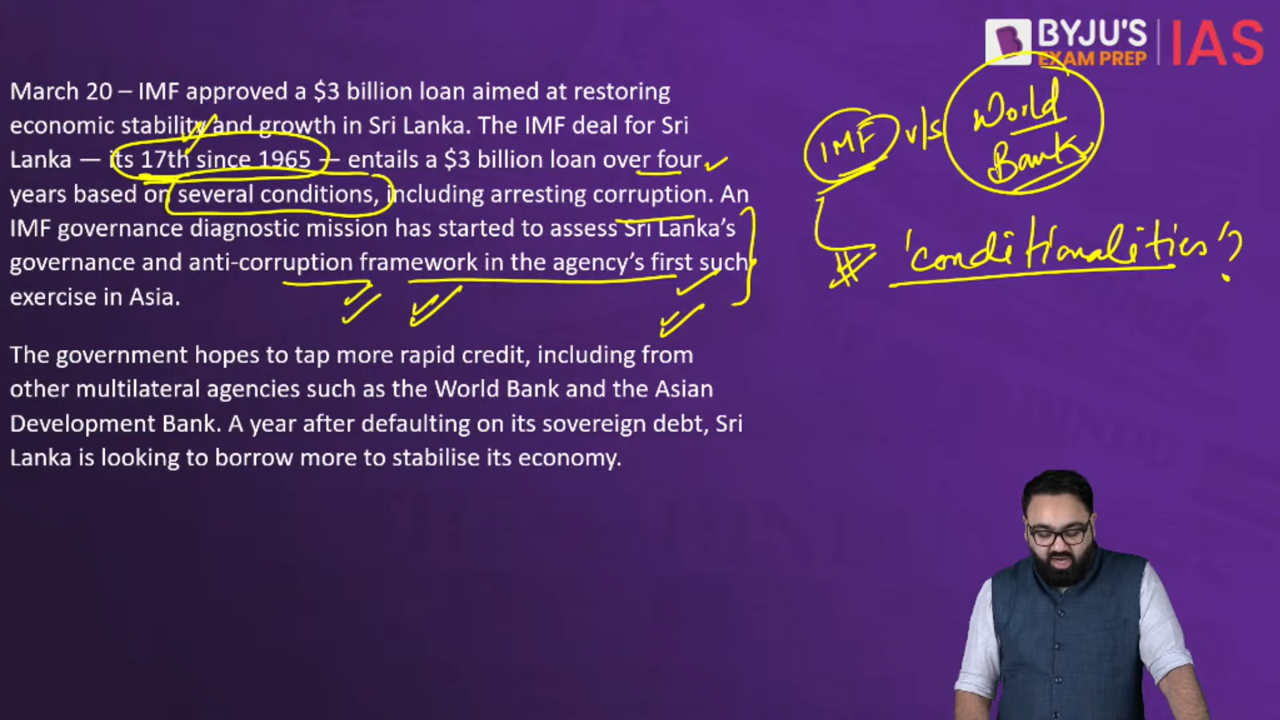 BYJU'S
EXAM PREP
IAS
March 20 – IMF approved a $3 billion loan aimed at restoring
economic stability and growth in Sri Lanka. The IMF deal for Sri
Lanka — its 17th since 1965 — entails a $3 billion loan over four
years based on several conditions, including arresting corruption. An
IMF governance diagnostic mission has started to assess Sri Lanka's
governance and anti-corruption framework in the agency's first such
exercise in Asia.
The government hopes to tap more rapid credit, including from
other multilateral agencies such as the World Bank and the Asian
Development Bank. A year after defaulting on its sovereign debt, Sri
Lanka is looking to borrow more to stabilise its economy.
IMF v/s World
Bank
# 'conditionalities'?